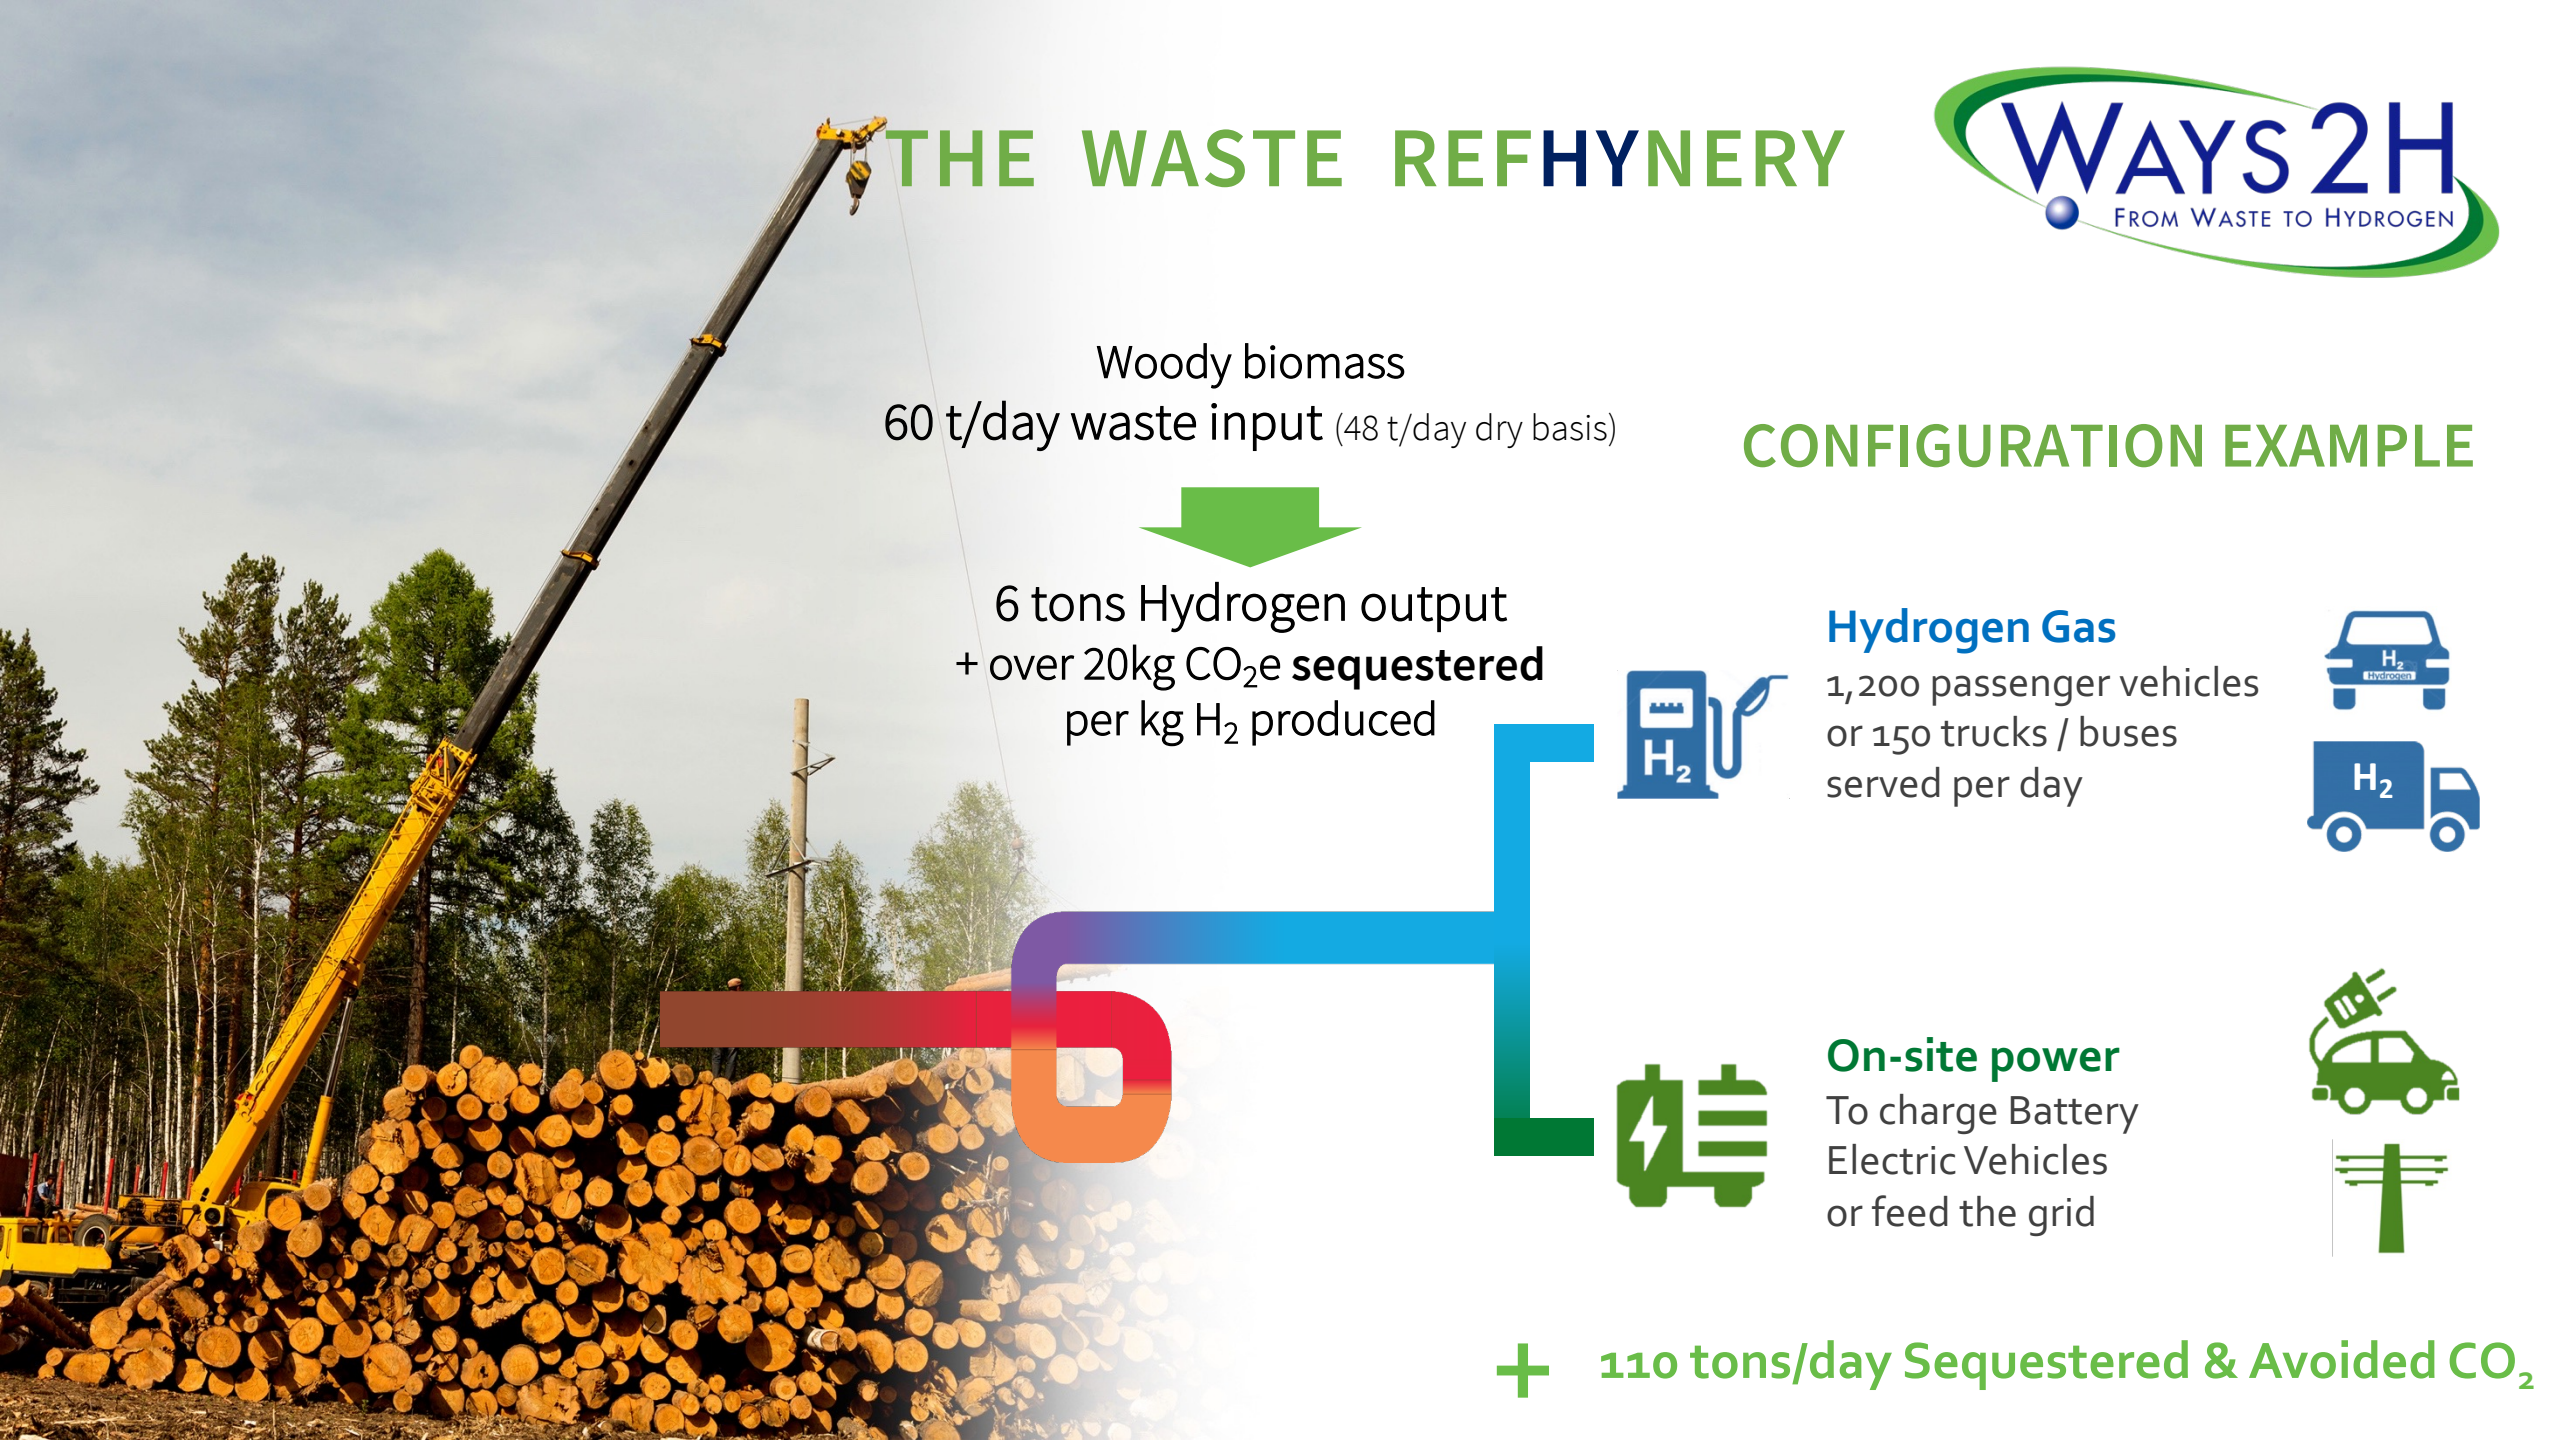 THE WASTE REFHYNERY
WAYS2H
FROM WASTE TO HYDROGEN
Woody biomass
60 t/day waste input (48 t/day dry basis)
6 tons Hydrogen output
+ over 20kg CO₂e sequestered
per kg H₂ produced
CONFIGURATION EXAMPLE
H₂
Hydrogen Gas
1,200 passenger vehicles
or 150 trucks / buses
served per day
H₂
Hydrogen
H₂
On-site power
To charge Battery
Electric Vehicles
or feed the grid
+ 110 tons/day Sequestered & Avoided CO₂